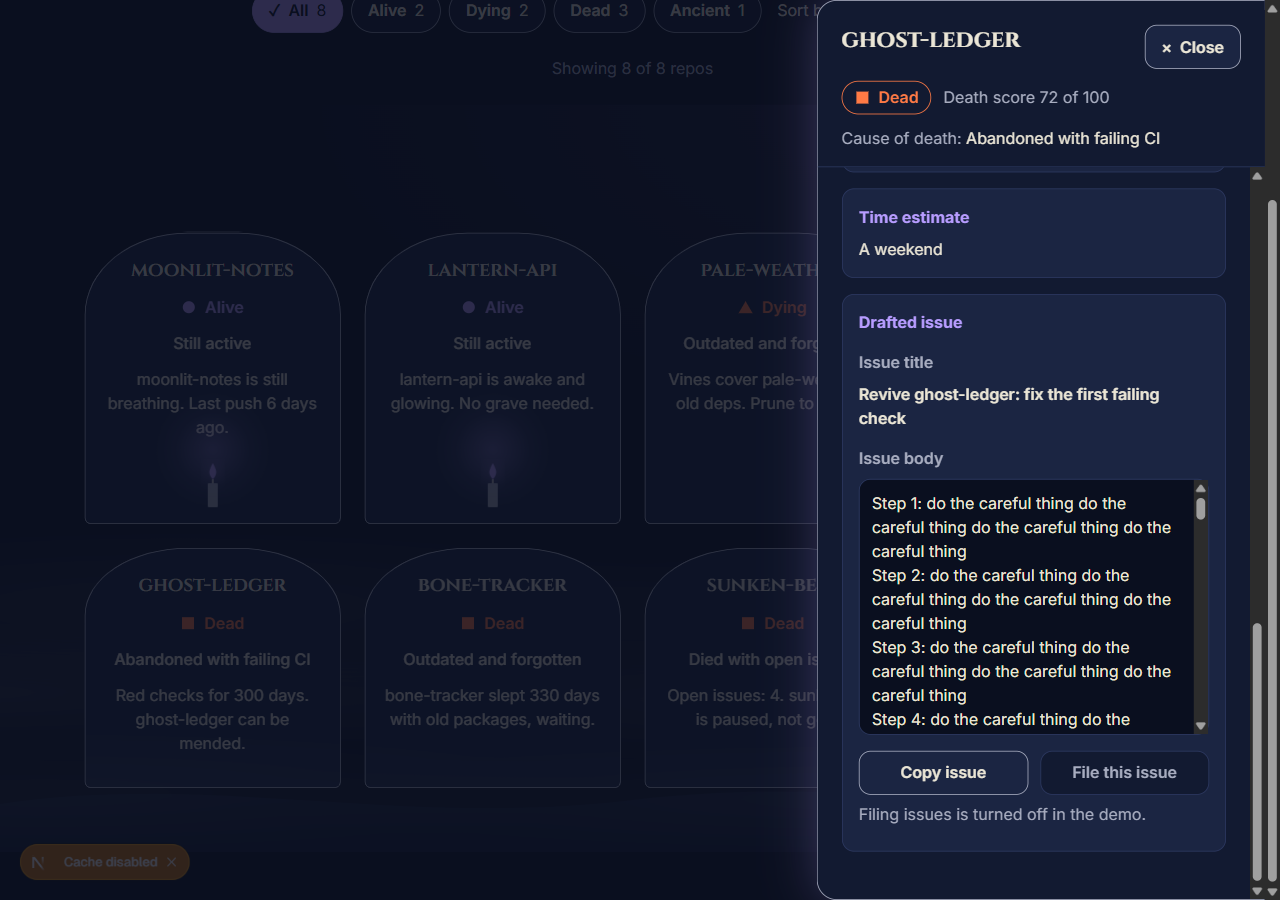 ✓ All 8
Alive 2
Dying 2
Dead 3
Ancient 1
Sort
Showing 8 of 8 repos
MOONLIT-NOTES
Alive
Still active
moonlit-notes is still
breathing. Last push 6 days
ago.
LANTERN-API
Alive
Still active
lantern-api is awake and
glowing. No grave needed.
PALE-WEATH
Dying
Outdated and forg
Vines cover pale-w
old deps. Prune to
GHOST-LEDGER
Dead
Abandoned with failing CI
Red checks for 300 days.
ghost-ledger can be
mended.
BONE-TRACKER
Dead
Outdated and forgotten
bone-tracker slept 330 days
with old packages, waiting.
SUNKEN-BE
Dead
Died with open is
Open issues: 4. sun
is paused, not g
N Cache disabled ×
GHOST-LEDGER
× Close
Dead
Death score 72 of 100
Cause of death: Abandoned with failing CI
Time estimate
A weekend
Drafted issue
Issue title
Revive ghost-ledger: fix the first failing
check
Issue body
Step 1: do the careful thing do the
careful thing do the careful thing do the
careful thing
Step 2: do the careful thing do the
careful thing do the careful thing do the
careful thing
Step 3: do the careful thing do the
careful thing do the careful thing do the
careful thing
Step 4: do the careful thing do the
Copy issue
File this issue
Filing issues is turned off in the demo.